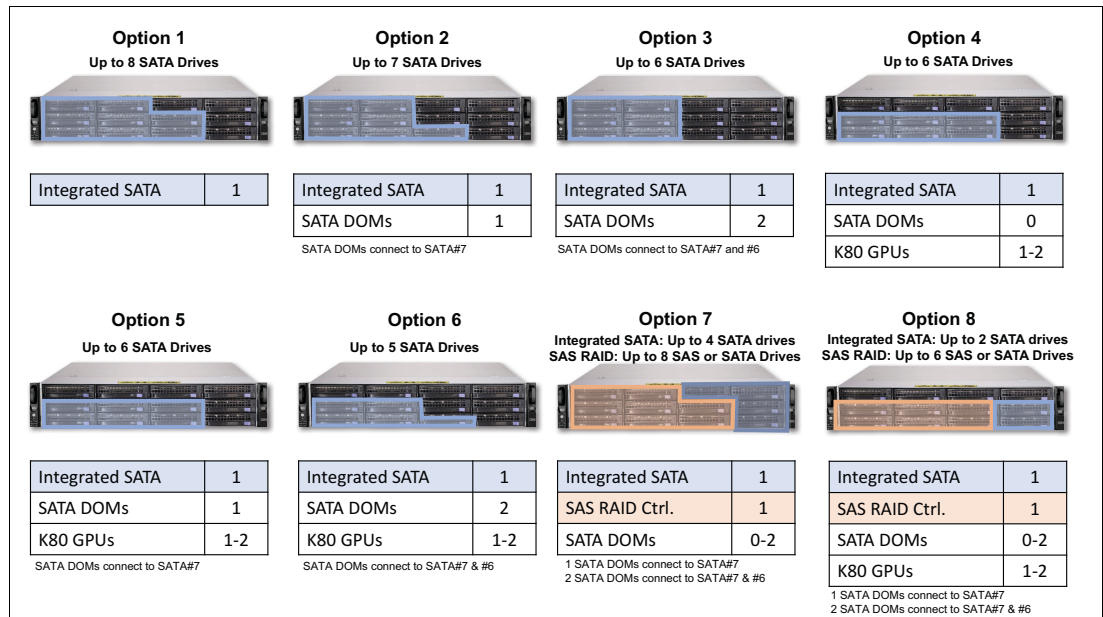 Option 1
Up to 8 SATA Drives
Integrated SATA 1
Option 2
Up to 7 SATA Drives
Integrated SATA 1
SATA DOMs 1
SATA DOMs connect to SATA#7
Option 3
Up to 6 SATA Drives
Integrated SATA 1
SATA DOMs 2
SATA DOMs connect to SATA#7 and #6
Option 4
Up to 6 SATA Drives
Integrated SATA 1
SATA DOMs 0
K80 GPUs 1-2
Option 5
Up to 6 SATA Drives
Integrated SATA 1
SATA DOMs 1
K80 GPUs 1-2
SATA DOMs connect to SATA#7
Option 6
Up to 5 SATA Drives
Integrated SATA 1
SATA DOMs 2
K80 GPUs 1-2
SATA DOMs connect to SATA#7 & #6
Option 7
Integrated SATA: Up to 4 SATA drives
SAS RAID: Up to 8 SAS or SATA Drives
Integrated SATA 1
SAS RAID Ctrl. 1
SATA DOMs 0-2
1 SATA DOMs connect to SATA#7
2 SATA DOMs connect to SATA#7 & #6
Option 8
Integrated SATA: Up to 2 SATA drives
SAS RAID: Up to 6 SAS or SATA Drives
Integrated SATA 1
SAS RAID Ctrl. 1
SATA DOMs 0-2
K80 GPUs 1-2
1 SATA DOMs connect to SATA#7
2 SATA DOMs connect to SATA#7 & #6